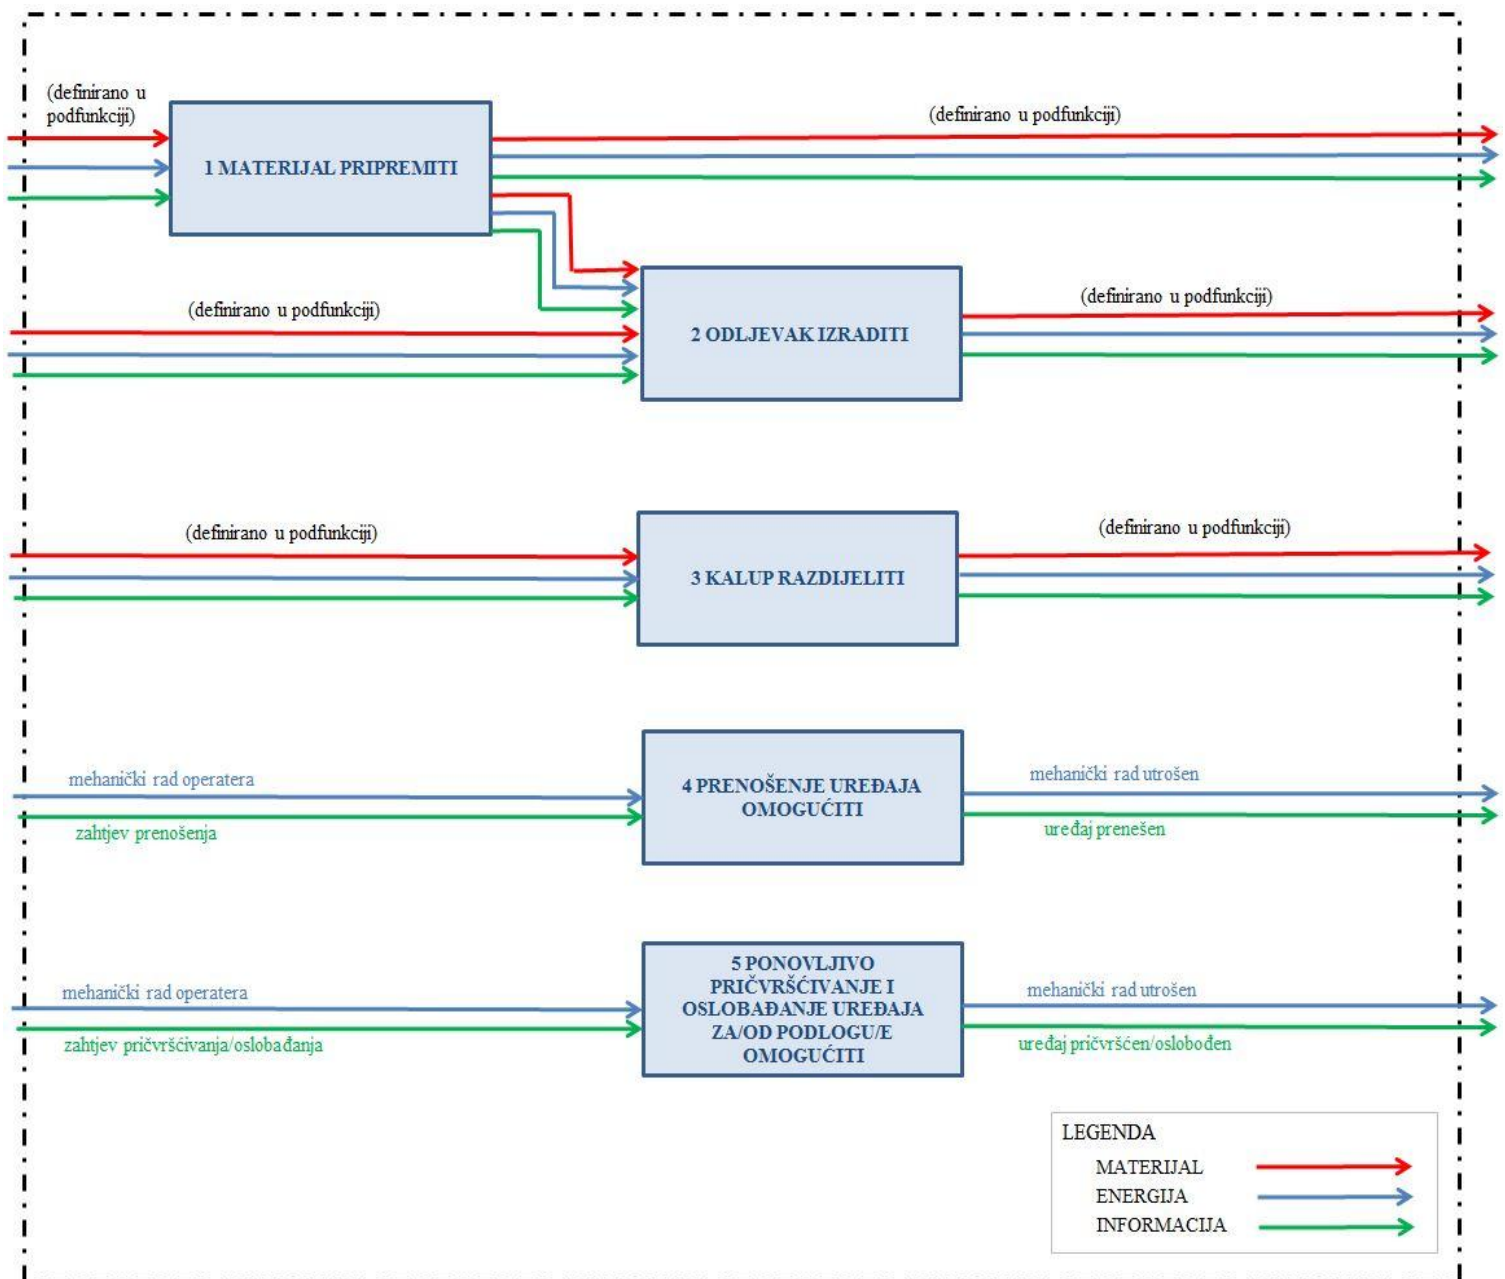 (definirano u
podfunkciji)
(definirano u podfunkciji)
1 MATERIJAL PRIPREMITI
(definirano u podfunkciji)
(definirano u podfunkciji)
2 ODLJEVAK IZRADITI
(definirano u podfunkciji)
(definirano u podfunkciji)
3 KALUP RAZDIJELITI
mehanički rad operatera
4 PRENOŠENJE UREĐAJA
OMOGUĆITI
mehanički rad utrošen
zahtjev prenošenja
uređaj prenešen
mehanički rad operatera
5 PONOVLJIVO
PRIČVRŠĆIVANJE I
OSLOBAĐANJE UREĐAJA
ZA/OD PODLOGU/E
OMOGUĆITI
mehanički rad utrošen
zahtjev pričvršćivanja/oslobađanja
uređaj pričvršćen/oslobođen
LEGENDA
MATERIJAL
ENERGIJA
INFORMACIJA